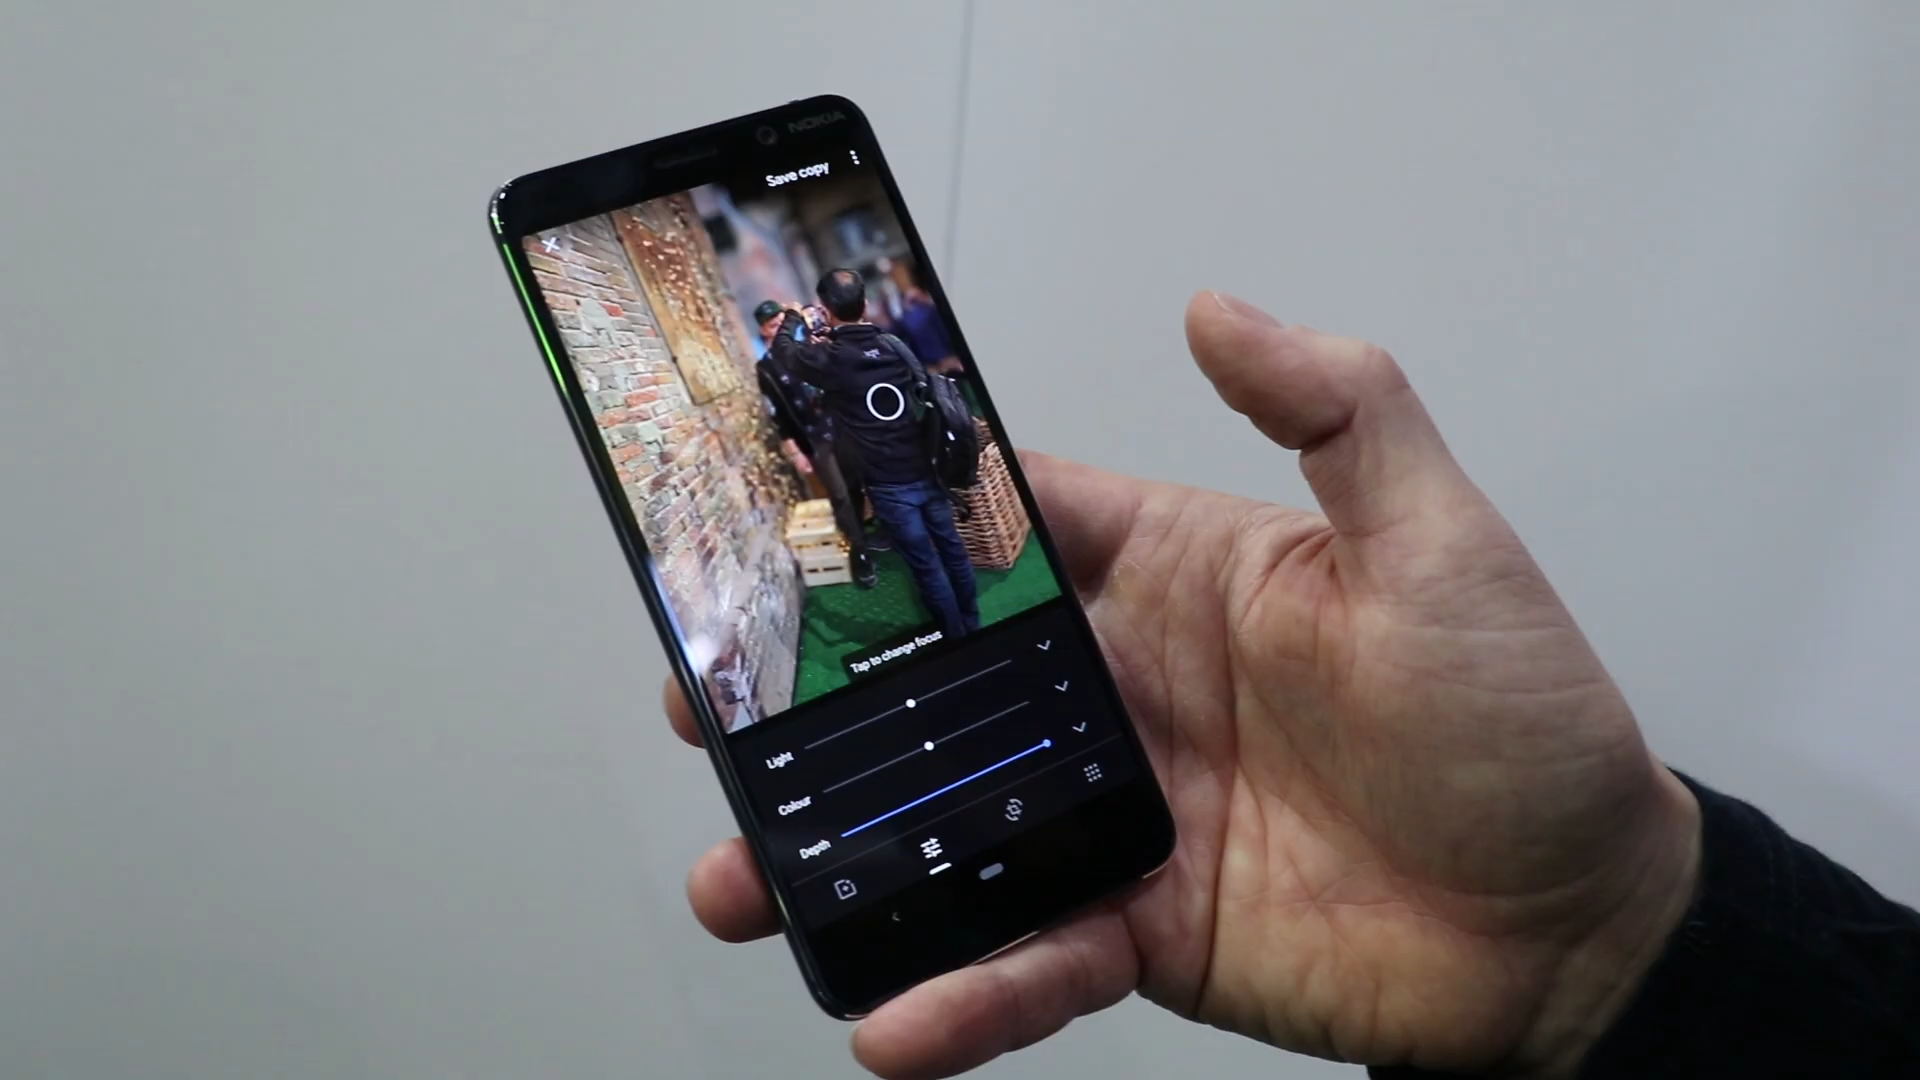 NOKIA
Save copy
Tap to change focus
Light
Colour
Depth